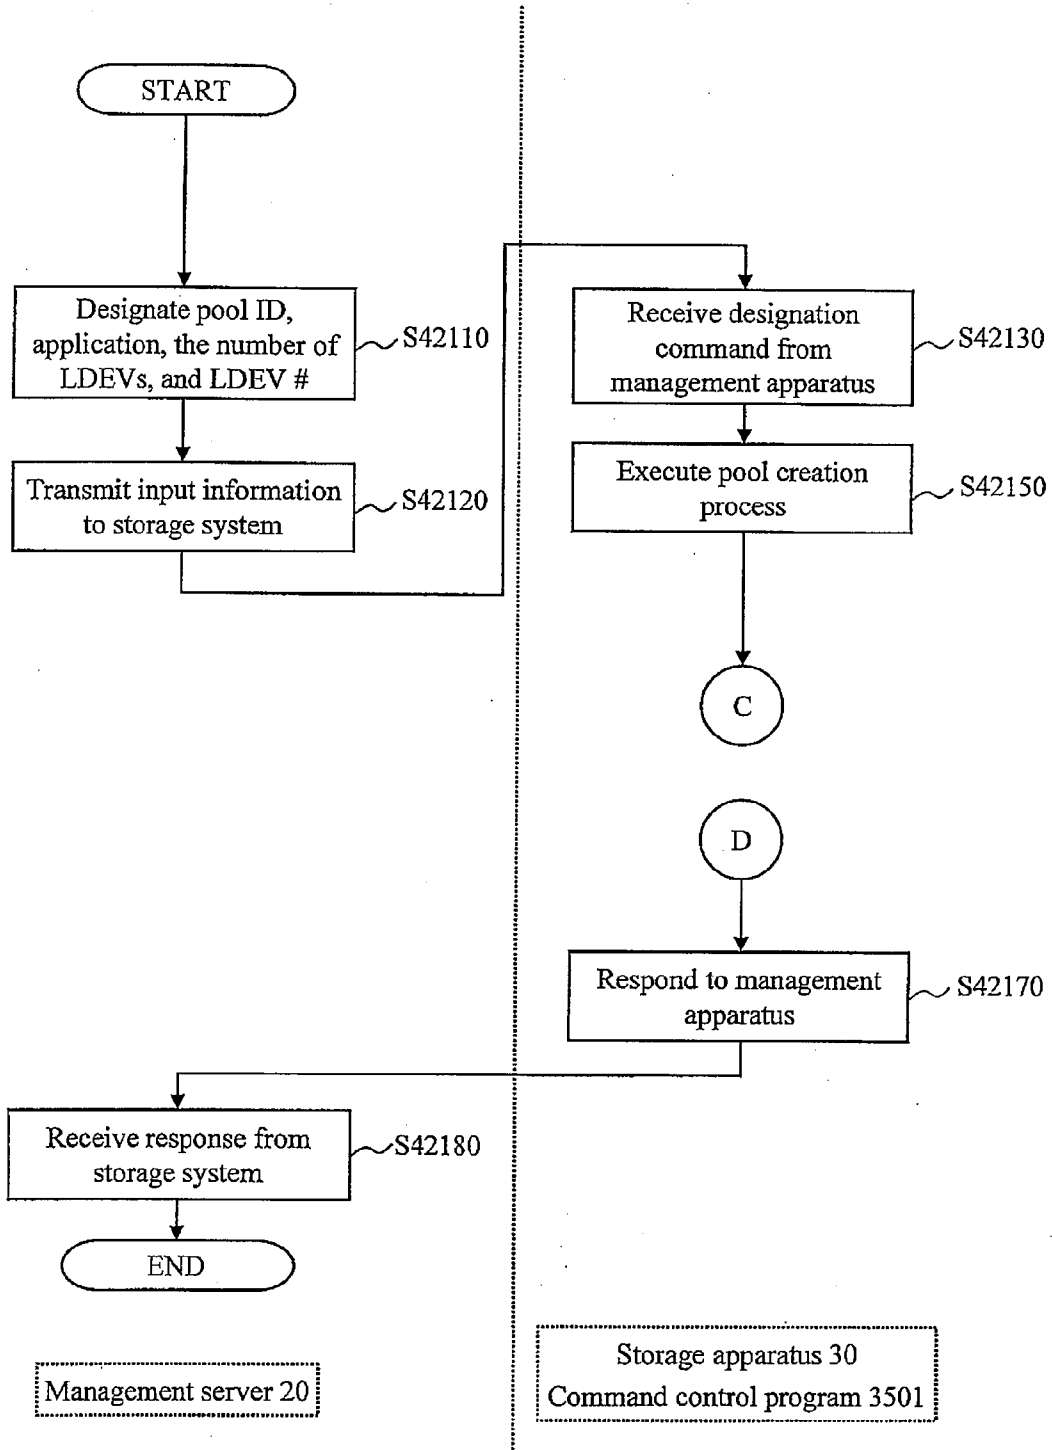 START
Designate pool ID,
application, the number of
LDEVs, and LDEV #
S42110
Transmit input information
to storage system
S42120
Receive designation
command from
management apparatus
S42130
Execute pool creation
process
S42150
C
D
Respond to management
apparatus
S42170
Receive response from
storage system
S42180
END
Management server 20
Storage apparatus 30
Command control program 3501